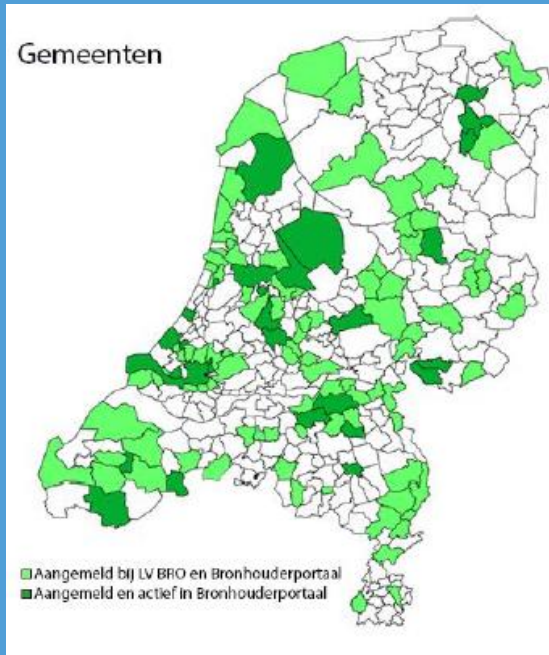 Gemeenten
Aangemeld bij LV BRO en Bronhouderportaal
Aangemeld en actief in Bronhouderportaal